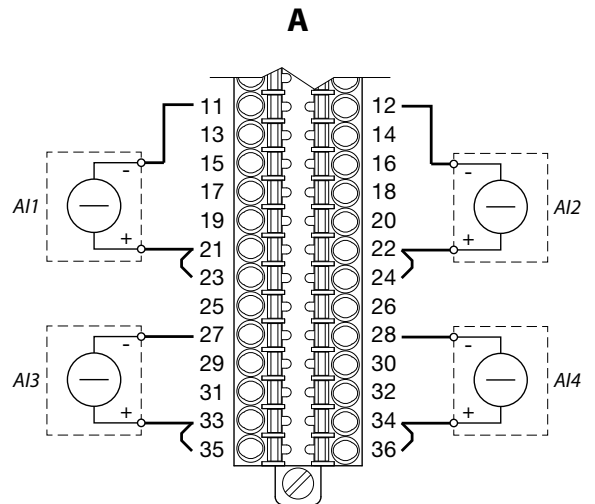 A
11 12
13 14
- 15 16 -
17 18
AI1 AI2
19 20
+ 21 22 +
23 24
25 26
- 27 28 -
29 30
AI3 AI4
31 32
+ 33 34 +
35 36